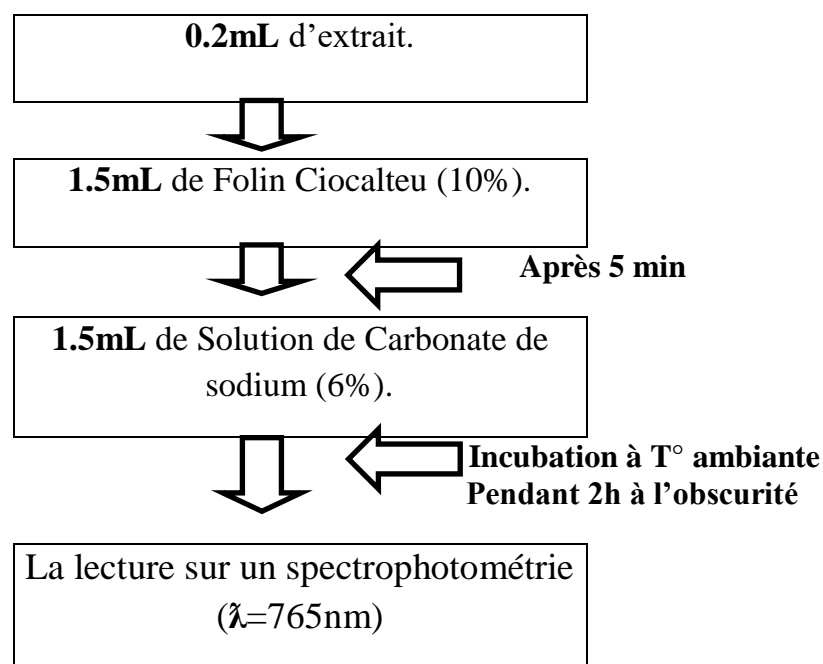 0.2mL d’extrait.
1.5mL de Folin Ciocalteu (10%).
Après 5 min
1.5mL de Solution de Carbonate de
sodium (6%).
Incubation à T° ambiante
Pendant 2h à l’obscurité
La lecture sur un spectrophotométrie
(λ̃=765nm)